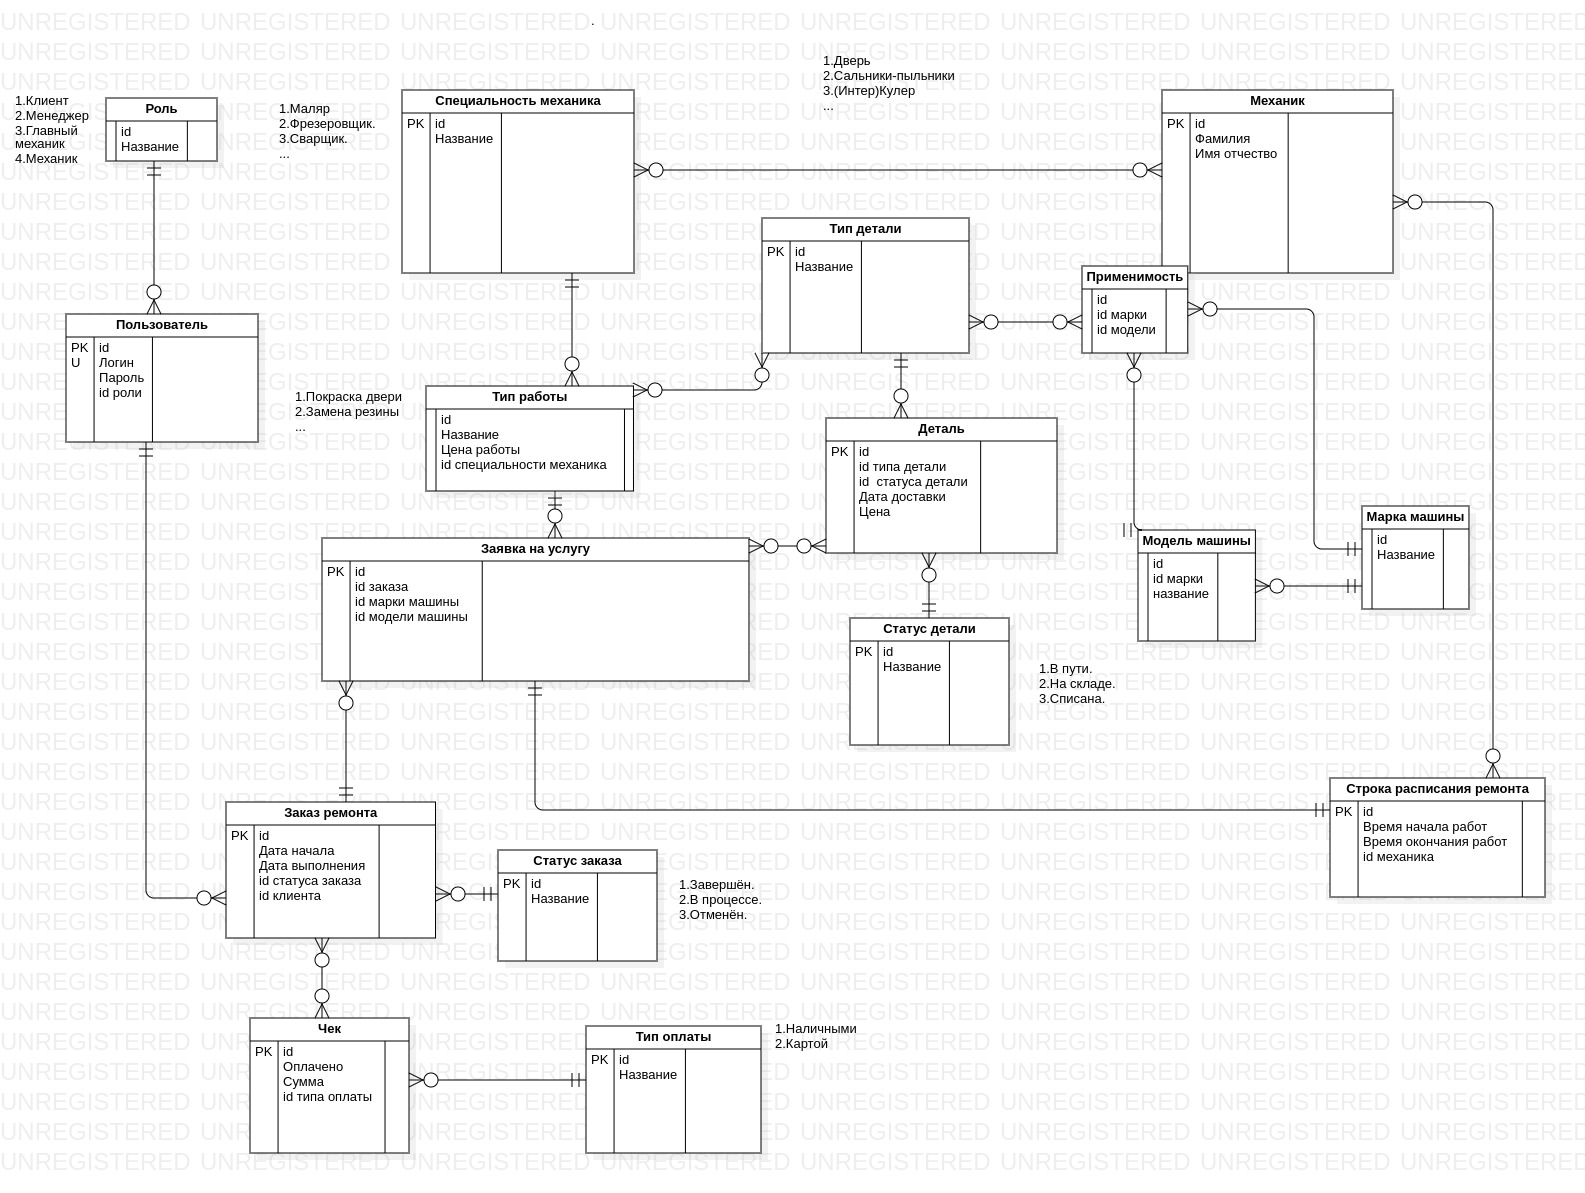 1.Клиент
2.Менеджер
3.Главный
механик
4.Механик
Роль
id
Название
1.Маляр
2.Фрезеровщик.
3.Сварщик.
...
Специальность механика
PK id
Название
1.Дверь
2.Сальники-пыльники
3.(Интер)Кулер
...
Механик
PK id
Фамилия
Имя отчество
Тип детали
PK id
Название
Применимость
id
id марки
id модели
Пользователь
PK id
U Логин
Пароль
id роли
1.Покраска двери
2.Замена резины
...
Тип работы
id
Название
Цена работы
id специальности механика
Деталь
PK id
id типа детали
id статуса детали
Дата доставки
Цена
Заявка на услугу
PK id
id заказа
id марки машины
id модели машины
Модель машины
id
id марки
название
Марка машины
id
Название
Статус детали
PK id
Название
1.В пути.
2.На складе.
3.Списана.
Строка расписания ремонта
PK id
Время начала работ
Время окончания работ
id механика
Заказ ремонта
PK id
Дата начала
Дата выполнения
id статуса заказа
id клиента
Статус заказа
PK id
Название
1.Завершён.
2.В процессе.
3.Отменён.
Чек
PK id
Оплачено
Сумма
id типа оплаты
Тип оплаты
PK id
Название
1.Наличными
2.Картой
UNREGISTERED